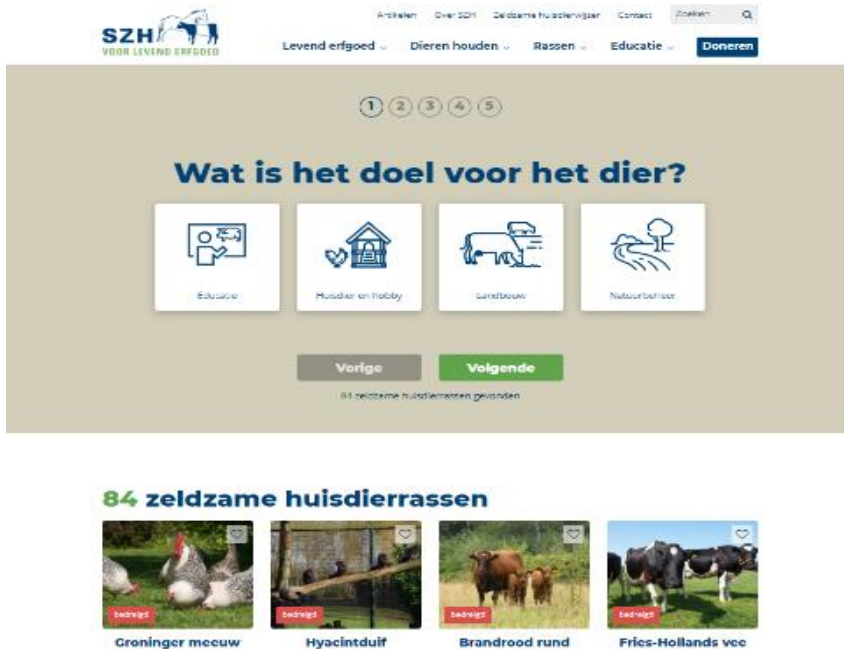 SZH
VOOR LEVEND ERFGOED
Artikelen Over SZH Zeldzame huisdierwijzer Contact Zoeken
Levend erfgoed Dieren houden Rassen Educatie Doneren
1 2 3 4 5
Wat is het doel voor het dier?
Educatie Huisdier en hobby Landbouw Natuurbeheer
Vorige Volgende
84 zeldzame huisdierrassen gevonden
84 zeldzame huisdierrassen
bedreigd bedreigd bedreigd bedreigd
Groninger meeuw Hyacintduif Brandrood rund Fries-Hollands vee